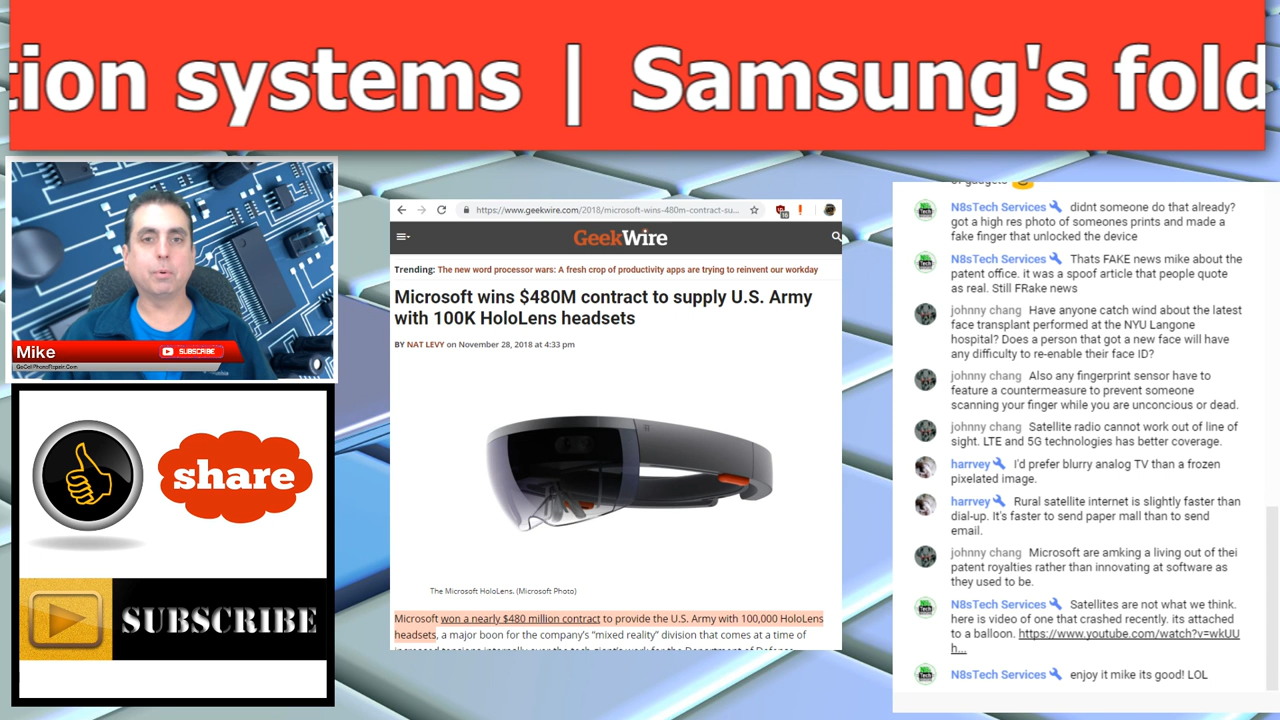 tion systems | Samsung's fold
Mike
SUBSCRIBE
GoCellPhoneRepair.Com
share
SUBSCRIBE
https://www.geekwire.com/2018/microsoft-wins-480m-contract-su...
GeekWire
Trending: The new word processor wars: A fresh crop of productivity apps are trying to reinvent our workday
Microsoft wins $480M contract to supply U.S. Army
with 100K HoloLens headsets
BY NAT LEVY on November 28, 2018 at 4:33 pm
The Microsoft HoloLens. (Microsoft Photo)
Microsoft won a nearly $480 million contract to provide the U.S. Army with 100,000 HoloLens
headsets, a major boon for the company's "mixed reality" division that comes at a time of
of gadgets
N8sTech Services didnt someone do that already?
got a high res photo of someones prints and made a
fake finger that unlocked the device
N8sTech Services Thats FAKE news mike about the
patent office. it was a spoof article that people quote
as real. Still FRake news
johnny chang Have anyone catch wind about the latest
face transplant performed at the NYU Langone
hospital? Does a person that got a new face will have
any difficulty to re-enable their face ID?
johnny chang Also any fingerprint sensor have to
feature a countermeasure to prevent someone
scanning your finger while you are unconcious or dead.
johnny chang Satellite radio cannot work out of line of
sight. LTE and 5G technologies has better coverage.
harrvey I'd prefer blurry analog TV than a frozen
pixelated image.
harrvey Rural satellite internet is slightly faster than
dial-up. It's faster to send paper mall than to send
email.
johnny chang Microsoft are amking a living out of thei
patent royalties rather than innovating at software as
they used to be.
N8sTech Services Satellites are not what we think.
here is video of one that crashed recently. its attached
to a balloon. https://www.youtube.com/watch?v=wkUU
h...
N8sTech Services enjoy it mike its good! LOL